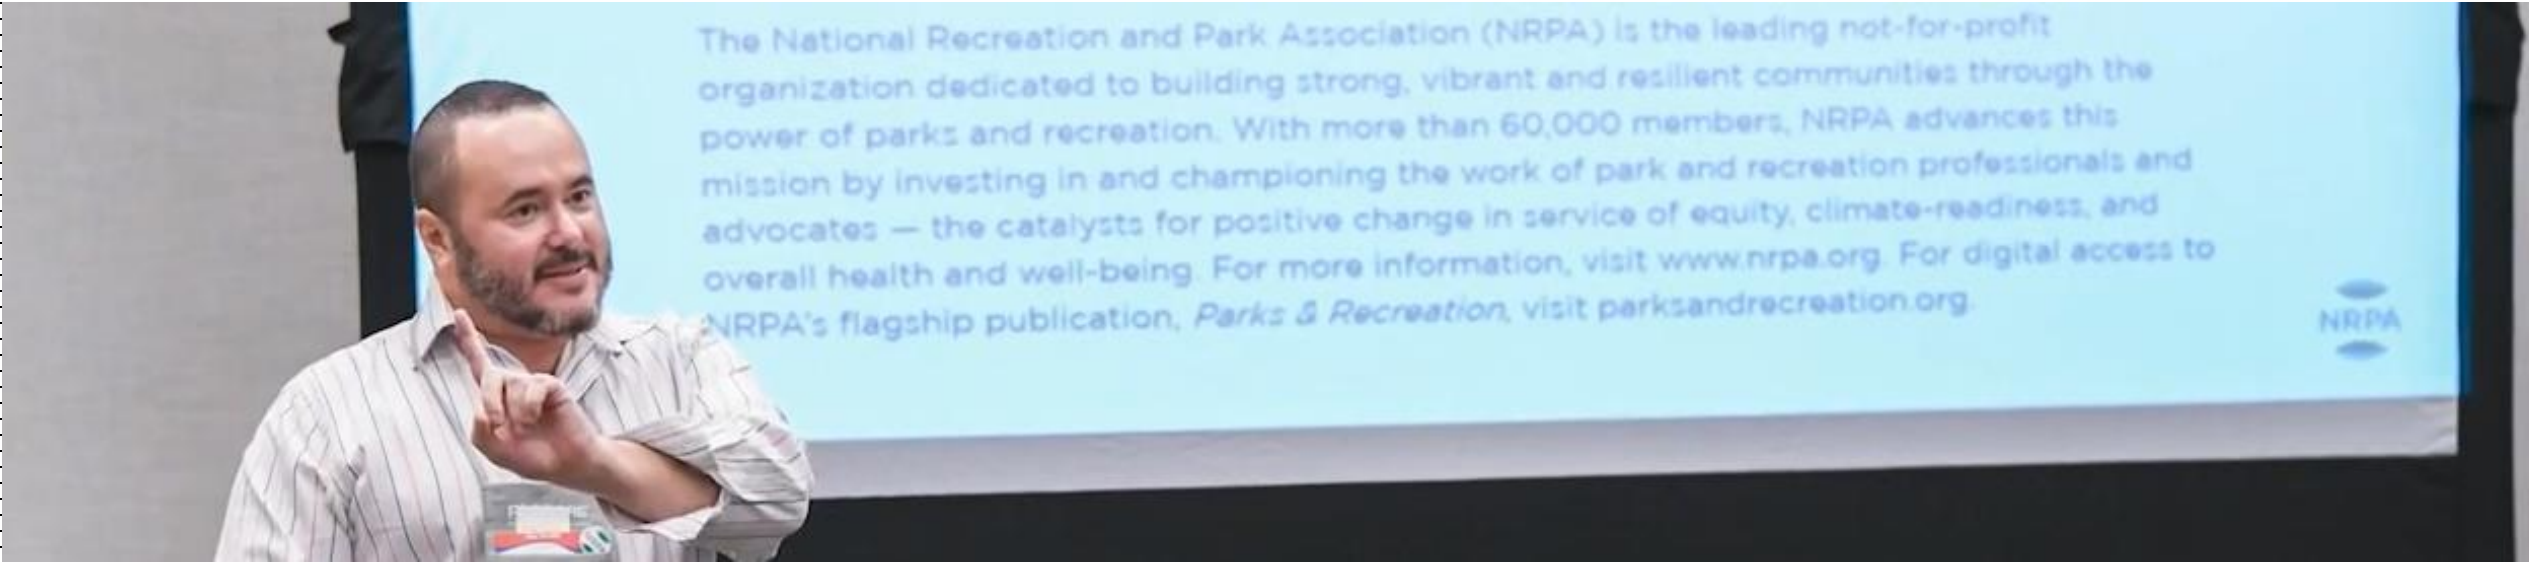 The National Recreation and Park Association (NRPA) is the leading not-for-profit
organization dedicated to building strong, vibrant and resilient communities through the
power of parks and recreation. With more than 60,000 members, NRPA advances this
mission by investing in and championing the work of park and recreation professionals and
advocates — the catalysts for positive change in service of equity, climate-readiness, and
overall health and well-being. For more information, visit www.nrpa.org. For digital access to
NRPA's flagship publication, Parks & Recreation, visit parksandrecreation.org.
NRPA